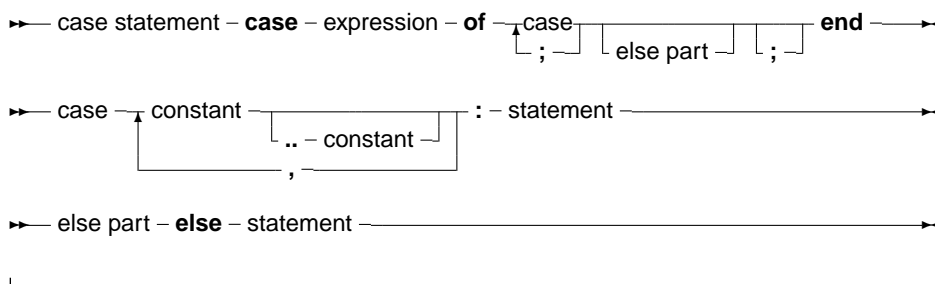 case statement – case – expression – of – case end
; else part ;
case – constant : – statement
.. – constant
,
else part – else – statement